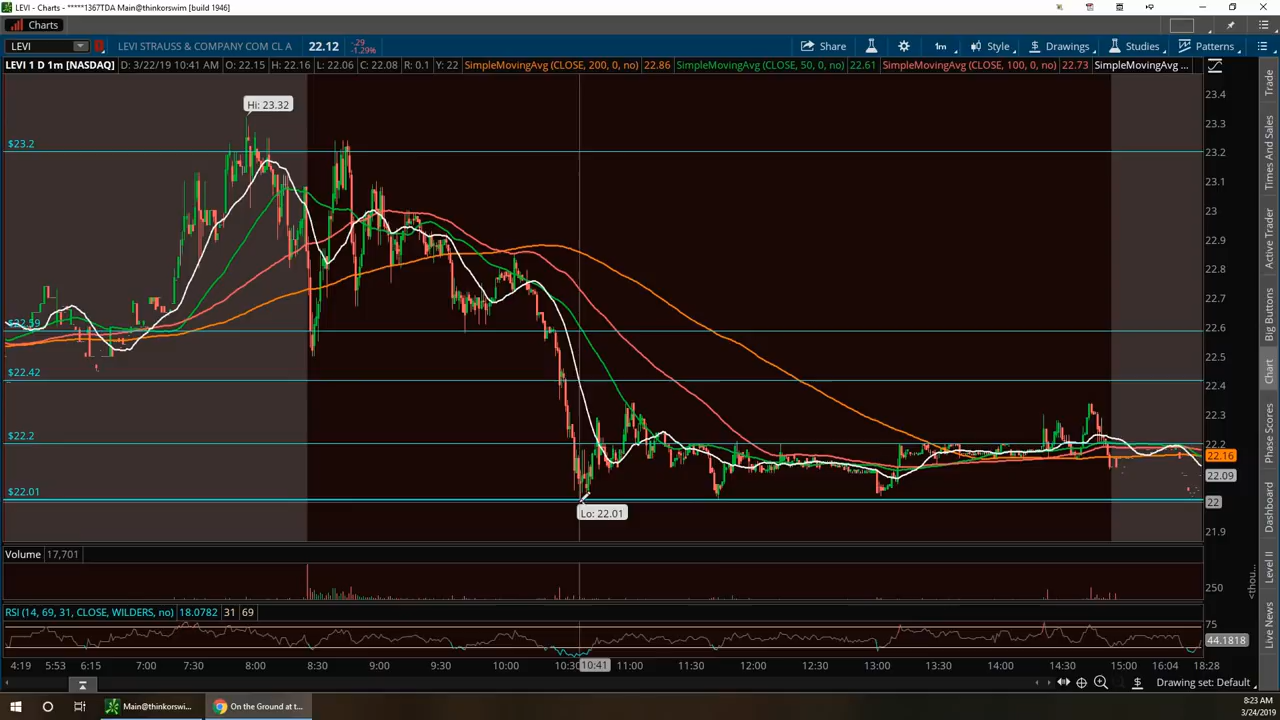 LEVI - Charts - *****1367TDA Main@thinkorswim [build 1946]
Charts
LEVI LEVI STRAUSS & COMPANY COM CL A 22.12 -.29 -1.29% Share 1m Style Drawings Studies Patterns
LEVI 1 D 1m [NASDAQ] D: 3/22/19, 10:41 AM O: 22.15 H: 22.16 L: 22.06 C: 22.08 R: 0.1 Y: 22 SimpleMovingAvg (CLOSE, 200, 0, no) 22.86 SimpleMovingAvg (CLOSE, 50, 0, no) 22.61 SimpleMovingAvg (CLOSE, 100, 0, no) 22.73 SimpleMovingAvg ...
Hi: 23.32
$23.2
$22.59
$22.42
$22.2
$22.01
Lo: 22.01
23.4
23.3
23.2
23.1
23
22.9
22.8
22.7
22.6
22.5
22.4
22.3
22.2
22.16
22.09
22
21.9
Volume 17,701
250
<thou...
RSI (14, 69, 31, CLOSE, WILDERS, no) 18.0782 31 69
75
44.1818
4:19 5:53 6:15 7:00 7:30 8:00 8:30 9:00 9:30 10:00 10:30 10:41 11:00 11:30 12:00 12:30 13:00 13:30 14:00 14:30 15:00 16:04 18:28
Drawing set: Default
Trade
Times And Sales
Active Trader
Big Buttons
Chart
Phase Scores
Dashboard
Level II
Live News
Main@thinkorswi... On the Ground at t...
8:23 AM
3/24/2019